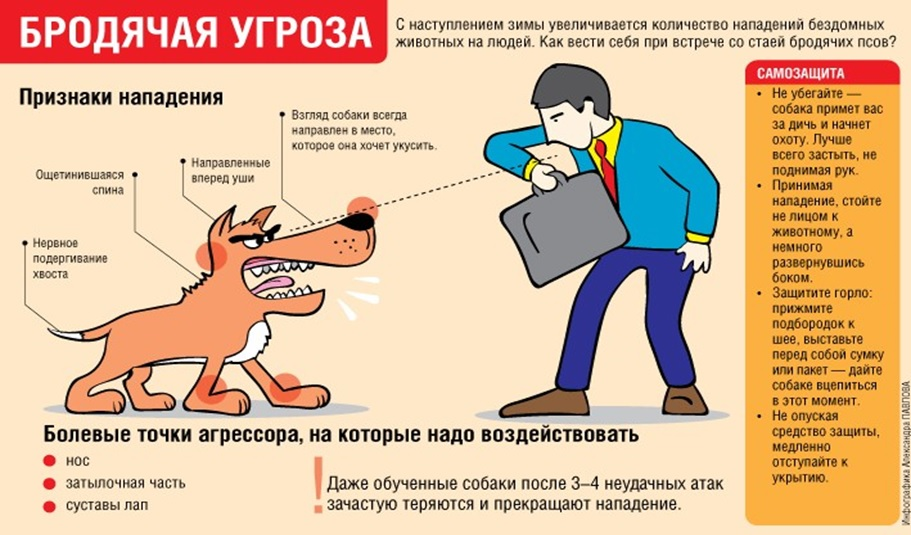 БРОДЯЧАЯ УГРОЗА
С наступлением зимы увеличивается количество нападений бездомных
животных на людей. Как вести себя при встрече со стаей бродячих псов?
Признаки нападения
Взгляд собаки всегда
направлен в место,
которое она хочет укусить.
Направленные
вперед уши
Ощетинившаяся
спина
Нервное
подергивание
хвоста
САМОЗАЩИТА
• Не убегайте —
собака примет вас
за дичь и начнет
охоту. Лучше
всего застыть, не
поднимая рук.
• Принимая
нападение, стойте
не лицом к
животному, а
немного
развернувшись
боком.
• Защитите горло:
прижмите
подбородок к
шее, выставьте
перед собой сумку
или пакет — дайте
собаке вцепиться
в этот момент.
• Не опуская
средство защиты,
медленно
отступайте к
укрытию.
Болевые точки агрессора, на которые надо воздействовать
нос
затылочная часть
суставы лап
! Даже обученные собаки после 3–4 неудачных атак
зачастую теряются и прекращают нападение.
Инфографика Александра ПАВЛОВА